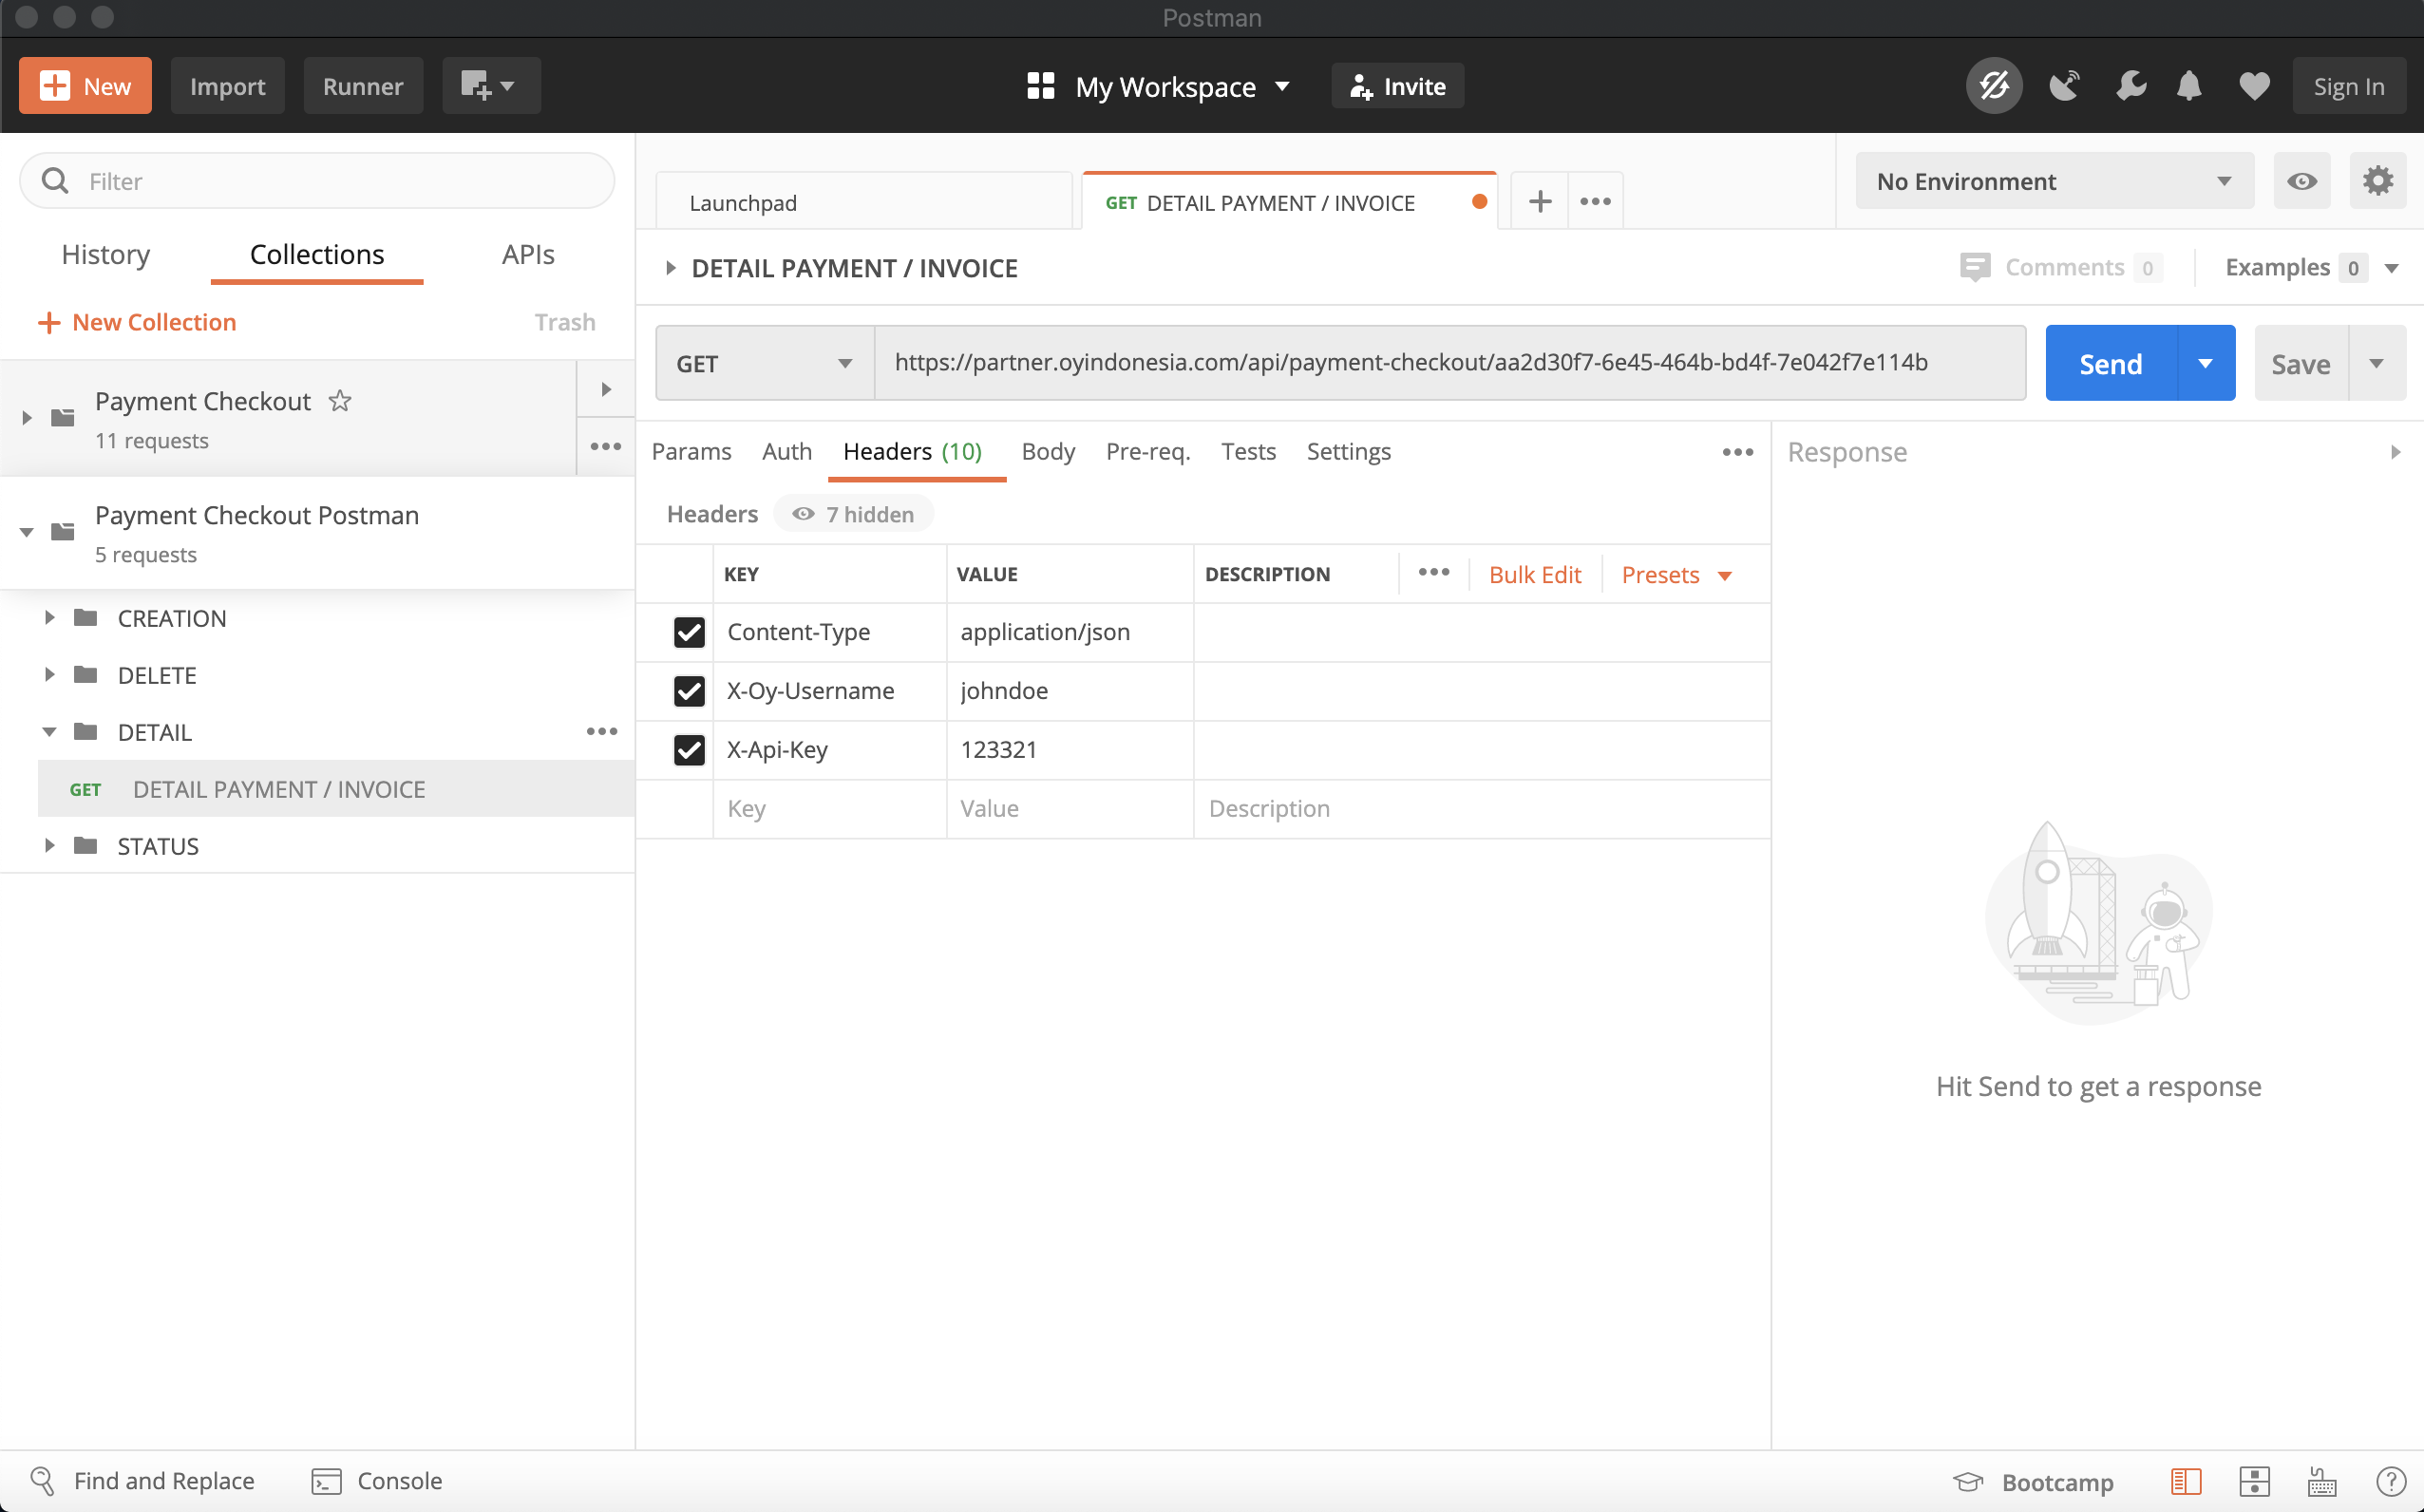 Postman
New
Import
Runner
My Workspace
Invite
Sign In
Filter
History
Collections
APIs
New Collection
Trash
Payment Checkout
11 requests
Payment Checkout Postman
5 requests
CREATION
DELETE
DETAIL
GET DETAIL PAYMENT / INVOICE
STATUS
Launchpad
GET DETAIL PAYMENT / INVOICE
No Environment
DETAIL PAYMENT / INVOICE
Comments 0
Examples 0
GET
https://partner.oyindonesia.com/api/payment-checkout/aa2d30f7-6e45-464b-bd4f-7e042f7e114b
Send
Save
Params Auth Headers (10) Body Pre-req. Tests Settings
Headers 7 hidden
KEY VALUE DESCRIPTION Bulk Edit Presets
Content-Type application/json
X-Oy-Username johndoe
X-Api-Key 123321
Key Value Description
Response
Hit Send to get a response
Find and Replace
Console
Bootcamp